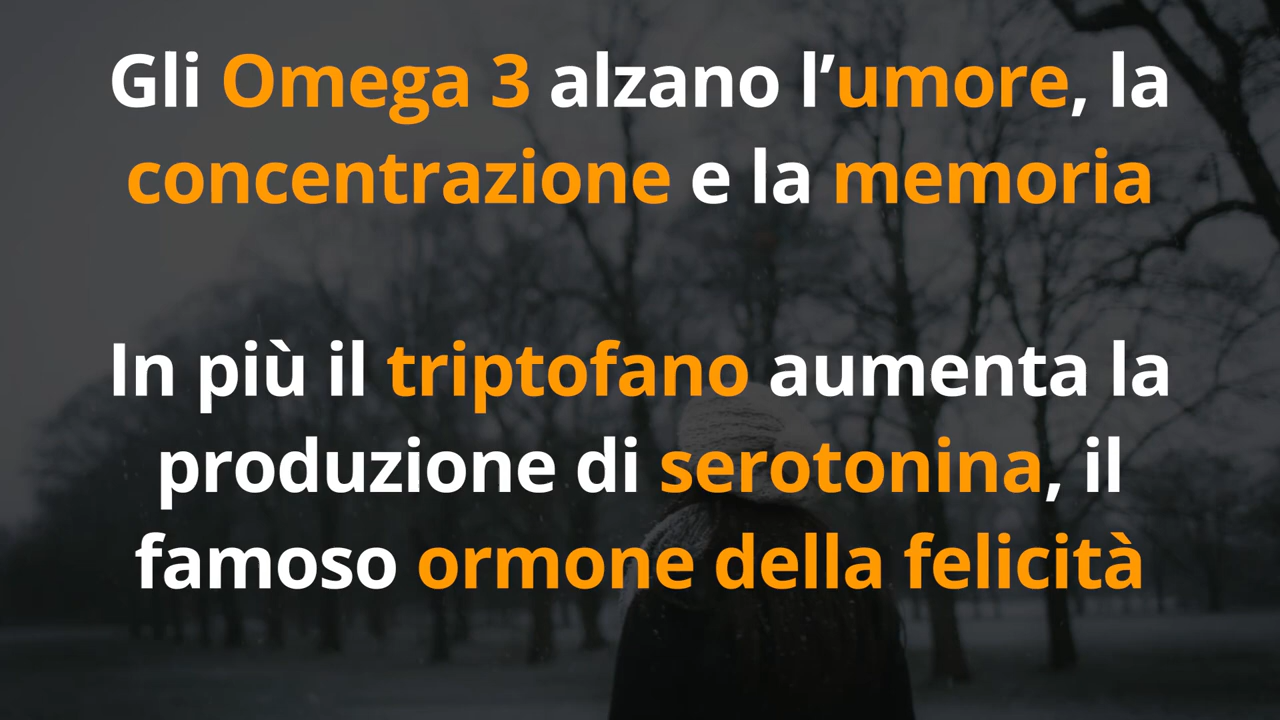 Gli Omega 3 alzano l’umore, la
concentrazione e la memoria
In più il triptofano aumenta la
produzione di serotonina, il
famoso ormone della felicità